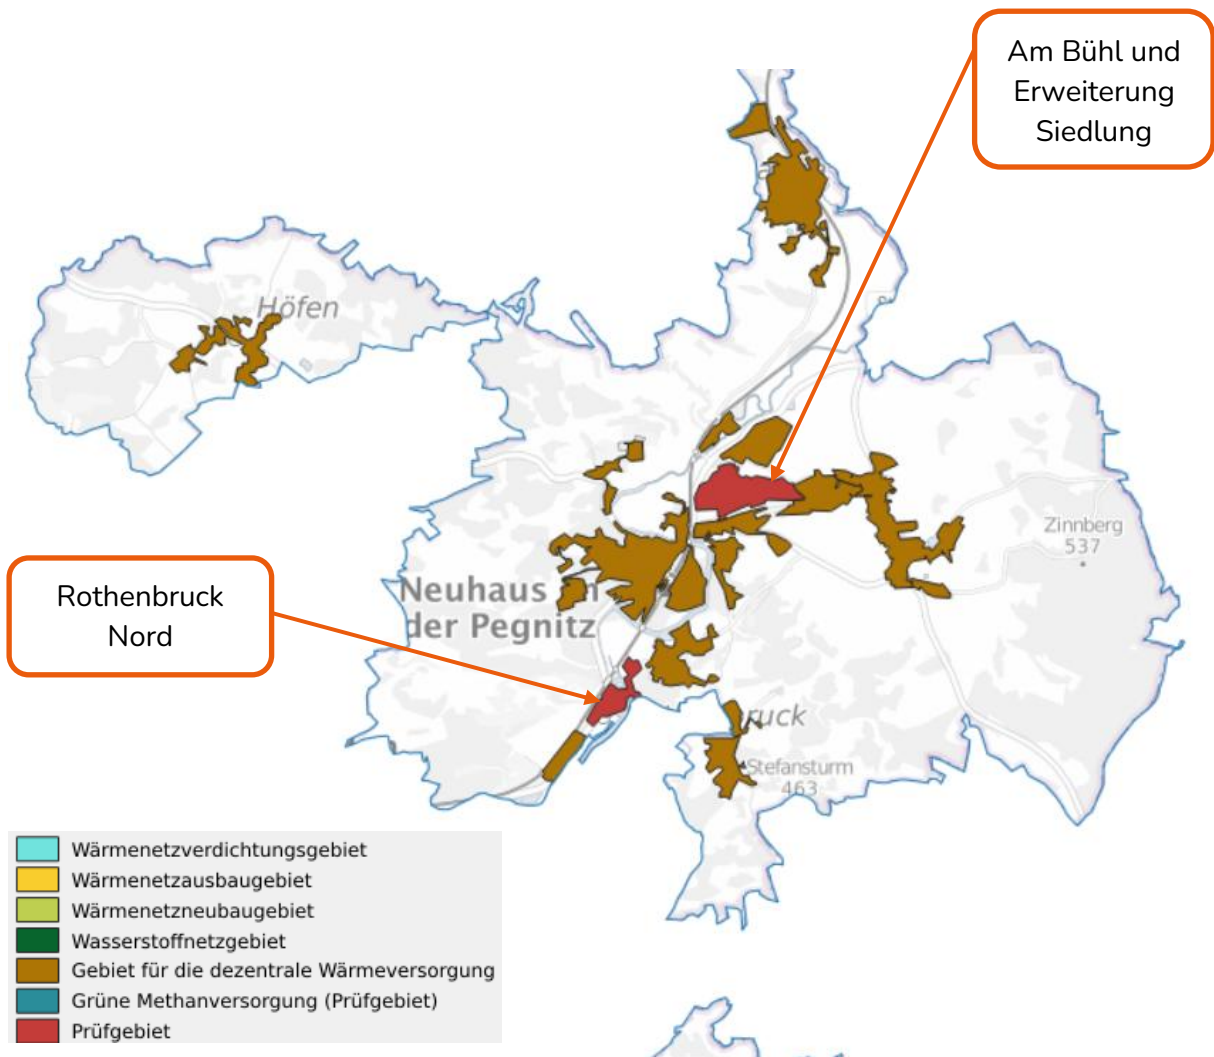 Am Bühl und
Erweiterung
Siedlung
Höfen
Zinnberg
537
Rothenbruck
Nord
Neuhaus
der Pegnitz
ruck
Stefansturm
463
Wärmenetzverdichtungsgebiet
Wärmenetzausbaugebiet
Wärmenetzneubaugebiet
Wasserstoffnetzgebiet
Gebiet für die dezentrale Wärmeversorgung
Grüne Methanversorgung (Prüfgebiet)
Prüfgebiet